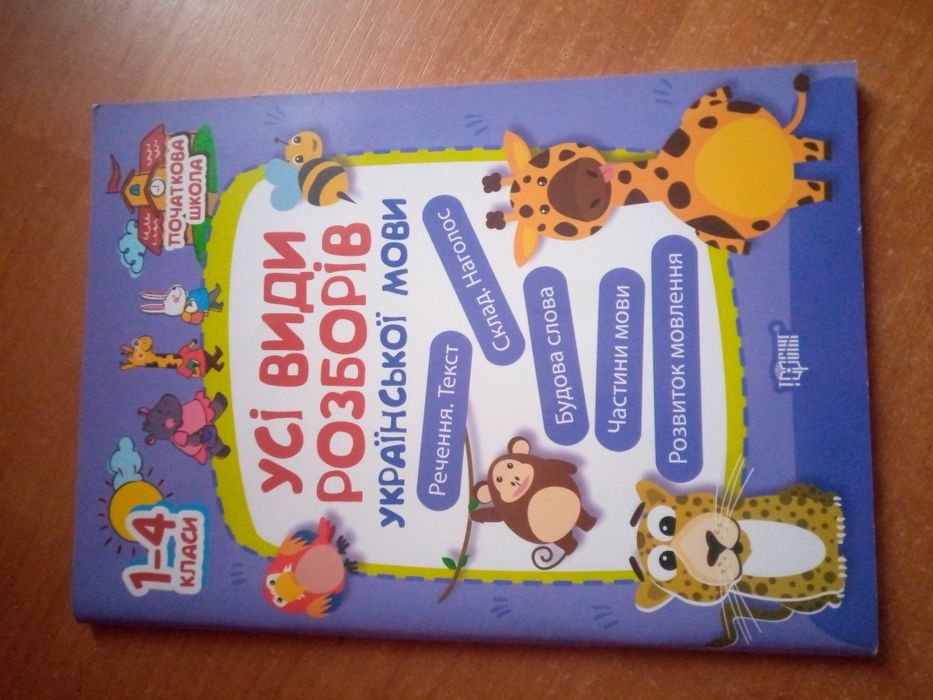 1–4
КЛАСИ
ПОЧАТКОВА
ШКОЛА
УСІ ВИДИ
РОЗБОРІВ
УКРАЇНСЬКОЇ МОВИ
Речення. Текст
Склад. Наголос
Будова слова
Частини мови
Розвиток мовлення